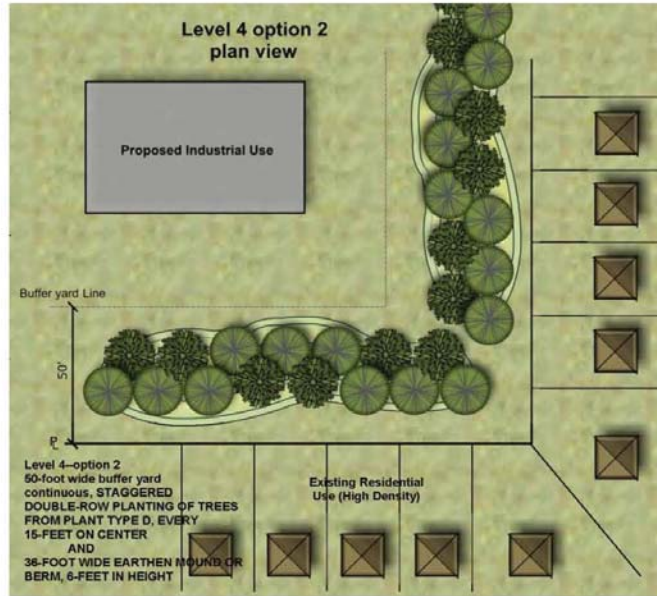 Level 4 option 2
plan view
Proposed Industrial Use
Buffer yard Line
50'
PL
Level 4--option 2
50-foot wide buffer yard
continuous, STAGGERED
DOUBLE-ROW PLANTING OF TREES
FROM PLANT TYPE D, EVERY
15-FEET ON CENTER
AND
36-FOOT WIDE EARTHEN MOUND OR
BERM, 6-FEET IN HEIGHT
Existing Residential
Use (High Density)